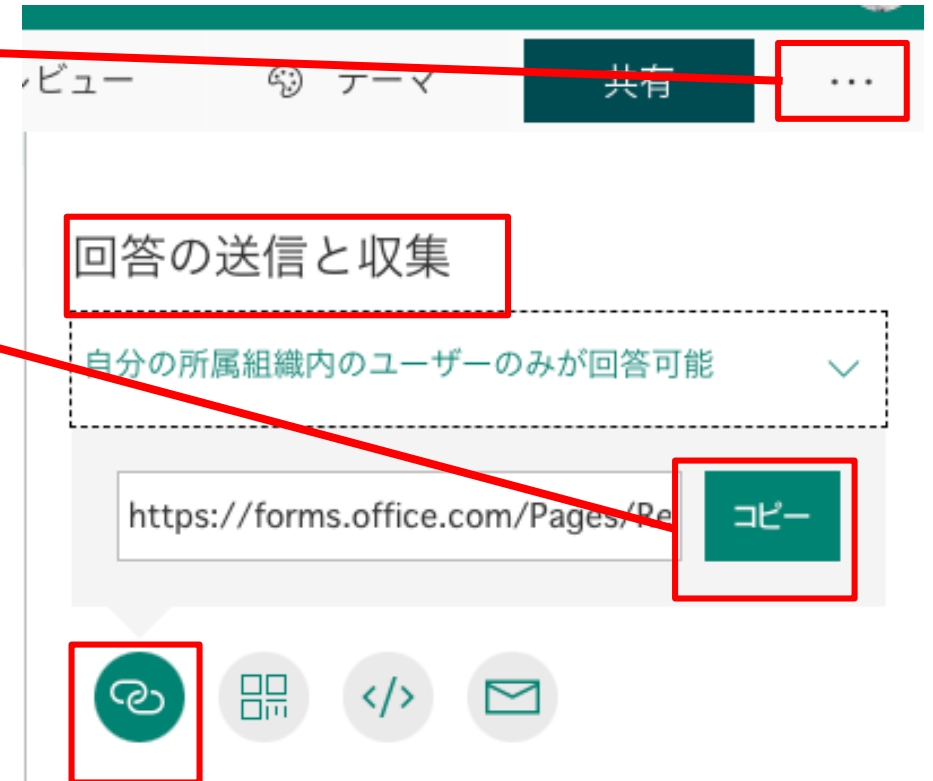 ビュー テーマ 共有 ...
回答の送信と収集
自分の所属組織内のユーザーのみが回答可能
https://forms.office.com/Pages/Re コピー
</>